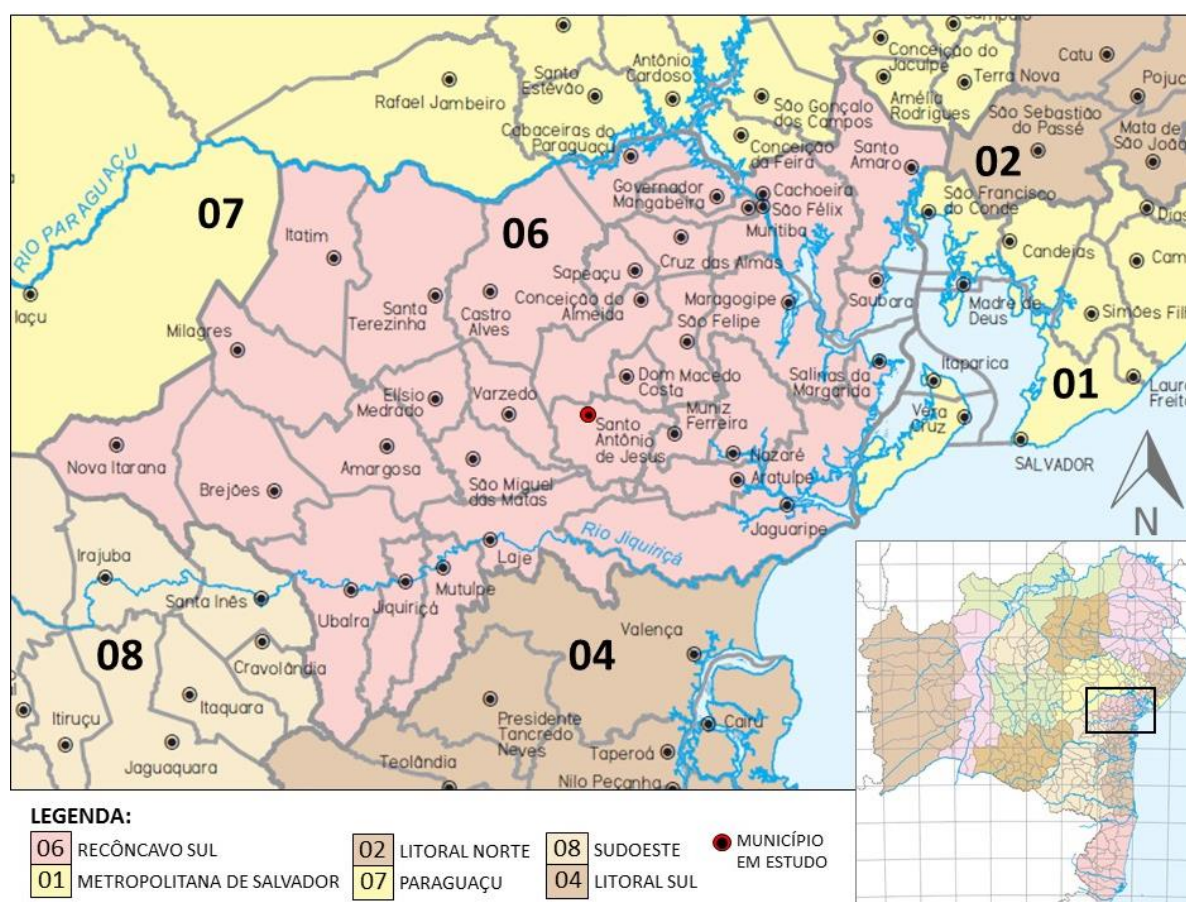 Sampaio
Conceição do
Jacuípe
Catu
Santo
Estêvão
Antônio
Cardoso
Terra Nova
Rafael Jambeiro
São Gonçalo
dos Campos
Amélia
Rodrigues
Pojuc
São Sebastião
do Passé
Cabaceiras do
Paraguaçu
Conceição
da Feira
Santo
Amaro
02
Mata de
São João
07
Governador
Mangabeira
Cachoeira
São Félix
Muritiba
São Francisco
do Conde
Dias
RIO PARAGUAÇU
Itatim
06
Cruz das Almas
Candeias
Cam
Sapeaçu
Iaçu
Santa
Terezinha
Castro
Alves
Conceição do
Almeida
Maragogipe
Saubara
Madre de
Deus
Simões Filh
Milagres
São Felipe
Elísio
Medrado
Varzedo
Dom Macedo
Costa
Salinas da
Margarida
Itaparica
01
Laur
Freit
Santo
Antônio
de Jesus
Muniz
Ferreira
Vera
Cruz
Nova Itarana
Amargosa
Nazaré
SALVADOR
Brejões
São Miguel
das Matas
Aratuípe
Jaguaripe
N
Rio Jiquiriçá
Irajuba
Laje
Santa Inês
Mutuípe
Jiquiriçá
Ubaíra
08
Cravolândia
04
Valença
Itaquara
Itiruçu
Presidente
Tancredo
Neves
Cairu
Jaguaquara
Teolândia
Taperoá
Nilo Peçanha
LEGENDA:
06 RECÔNCAVO SUL
02 LITORAL NORTE
08 SUDOESTE
MUNICÍPIO
EM ESTUDO
01 METROPOLITANA DE SALVADOR
07 PARAGUAÇU
04 LITORAL SUL